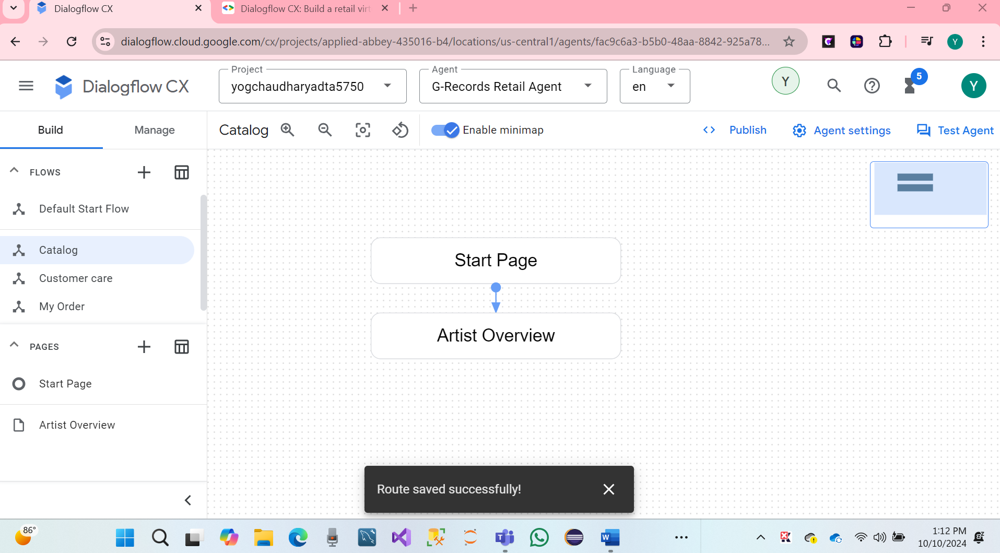 Dialogflow CX
Dialogflow CX: Build a retail virt
dialogflow.cloud.google.com/cx/projects/applied-abbey-435016-b4/locations/us-central1/agents/fac9c6a3-b5b0-48aa-8842-925a78...
Y
Dialogflow CX
Project
yogchaudharyadta5750
Agent
G-Records Retail Agent
Language
en
Y
5
Y
Build
Manage
Catalog
Enable minimap
Publish
Agent settings
Test Agent
FLOWS
Default Start Flow
Catalog
Customer care
My Order
PAGES
Start Page
Artist Overview
Start Page
Artist Overview
Route saved successfully!
86°
1:12 PM
10/10/2024